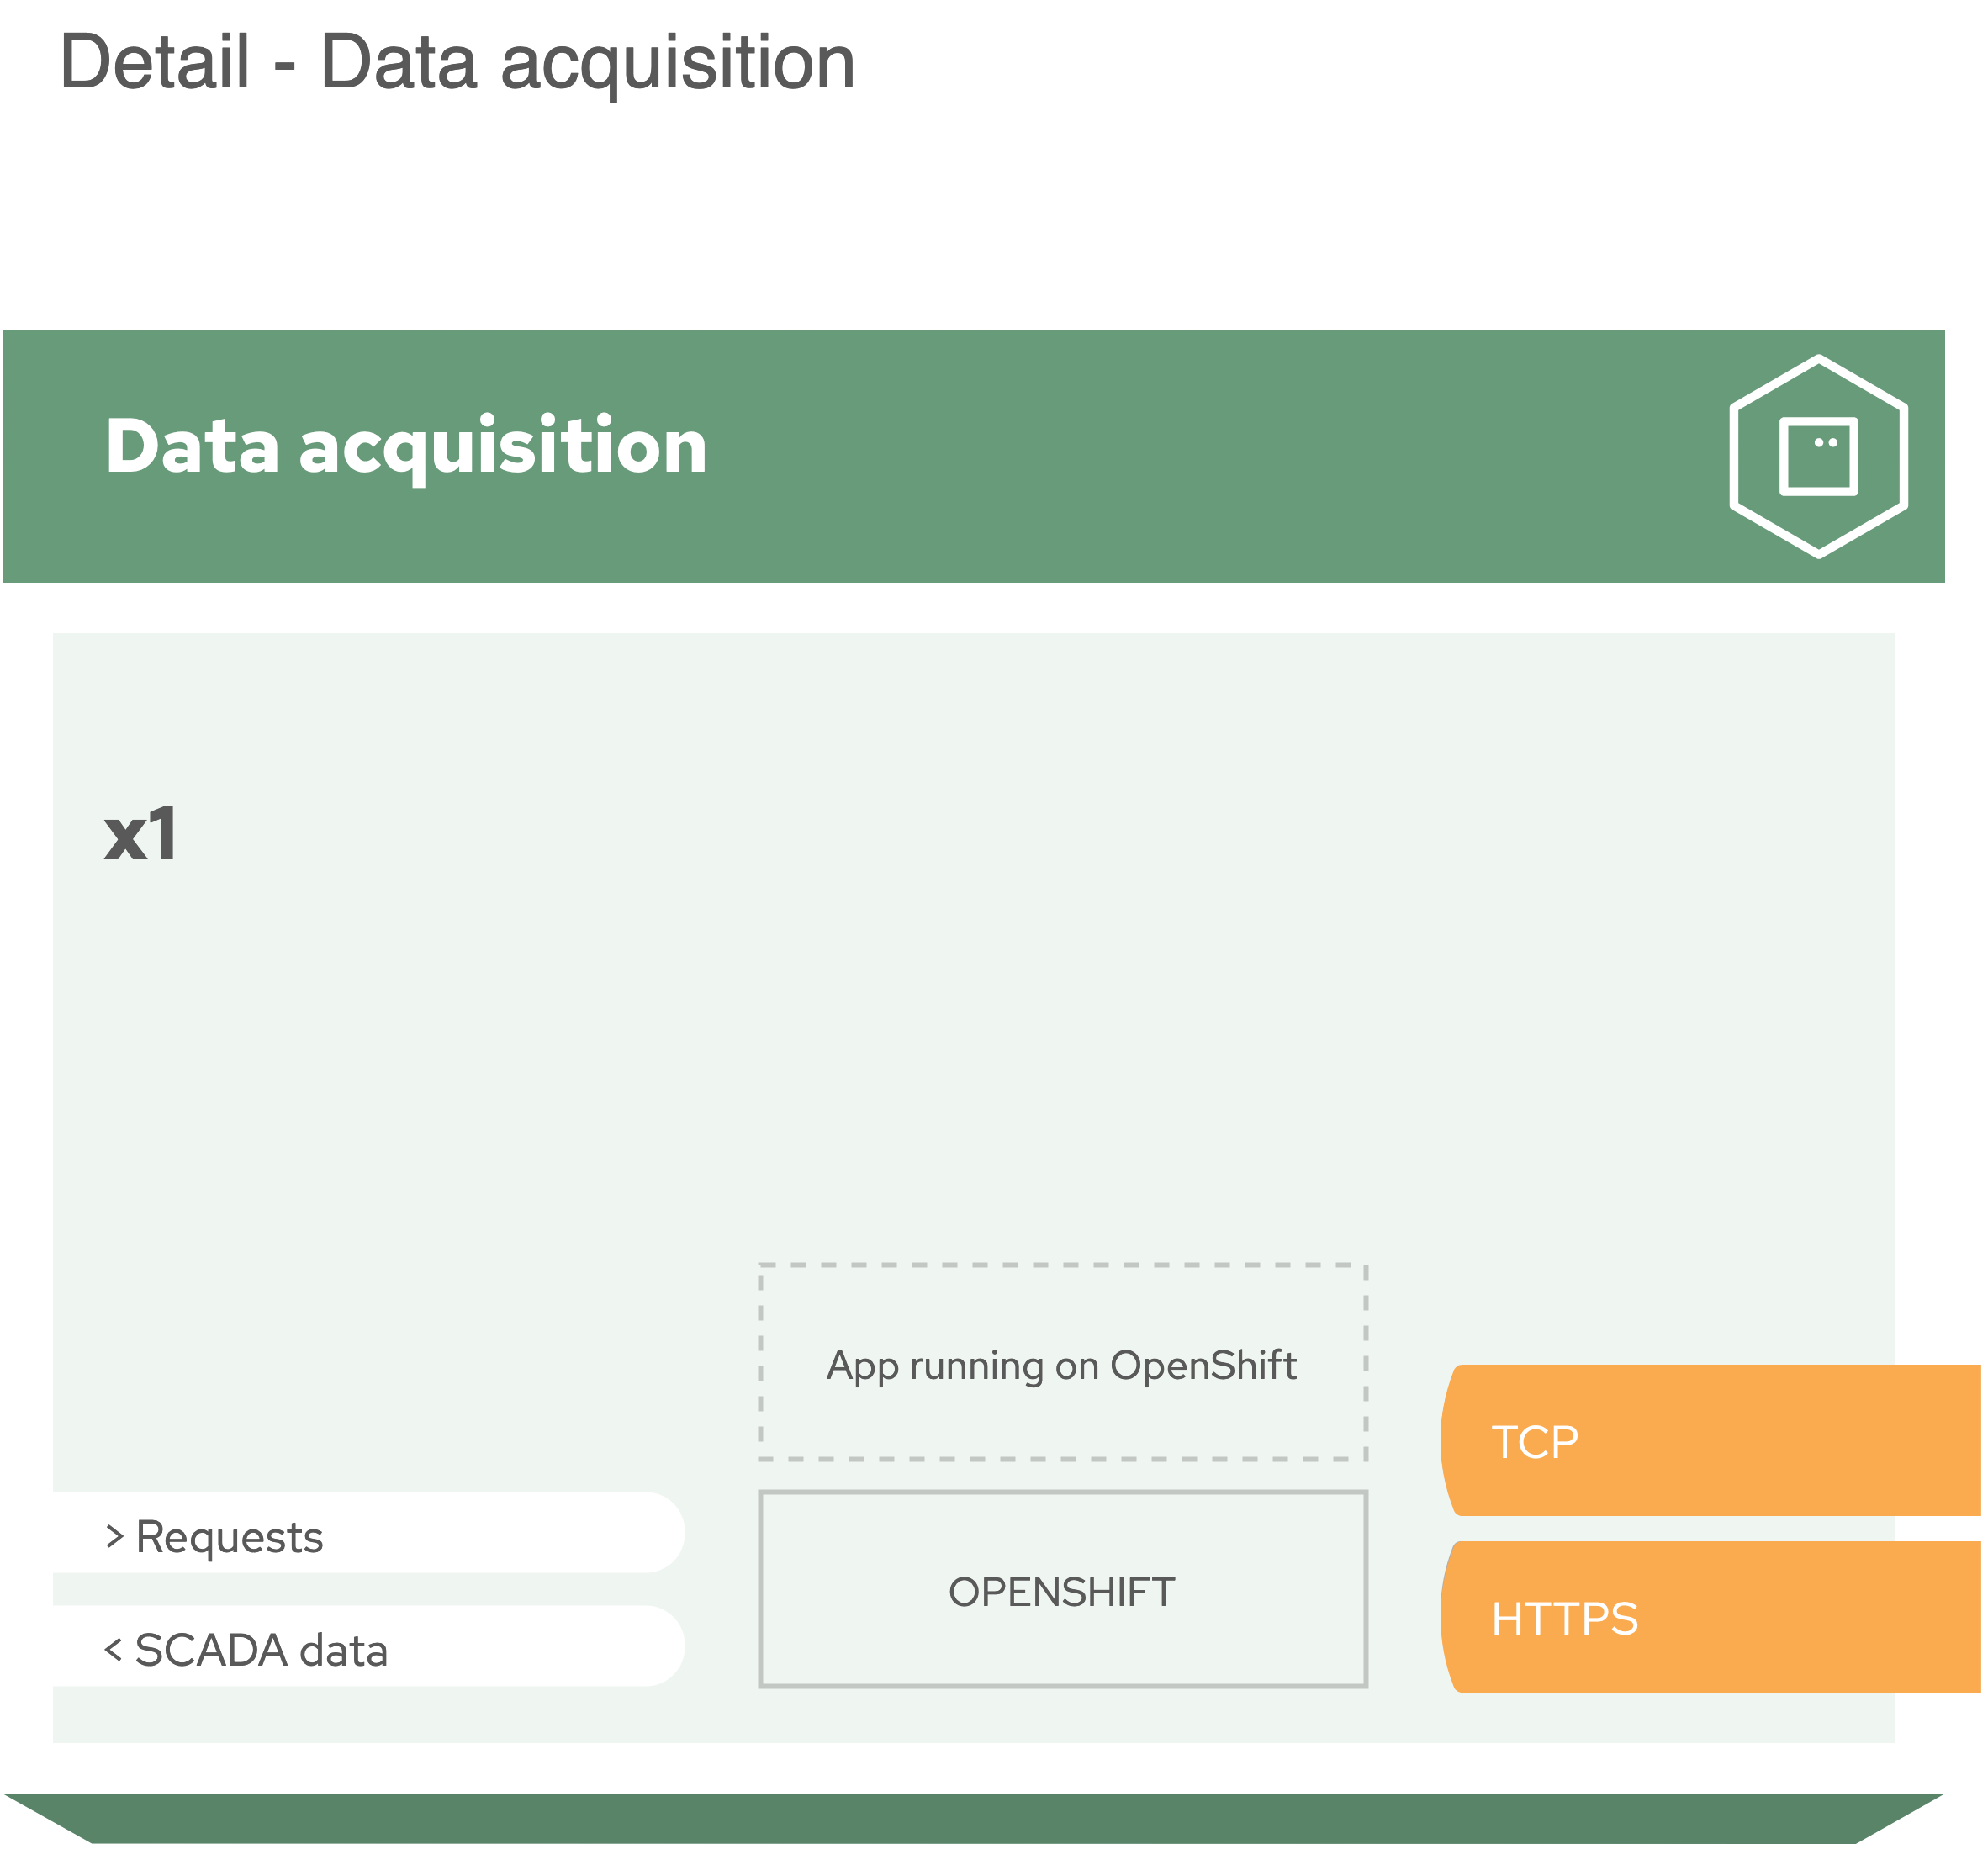 Detail - Data acquisition
Data acquisition
x1
App running on OpenShift
TCP
> Requests
OPENSHIFT
HTTPS
< SCADA data